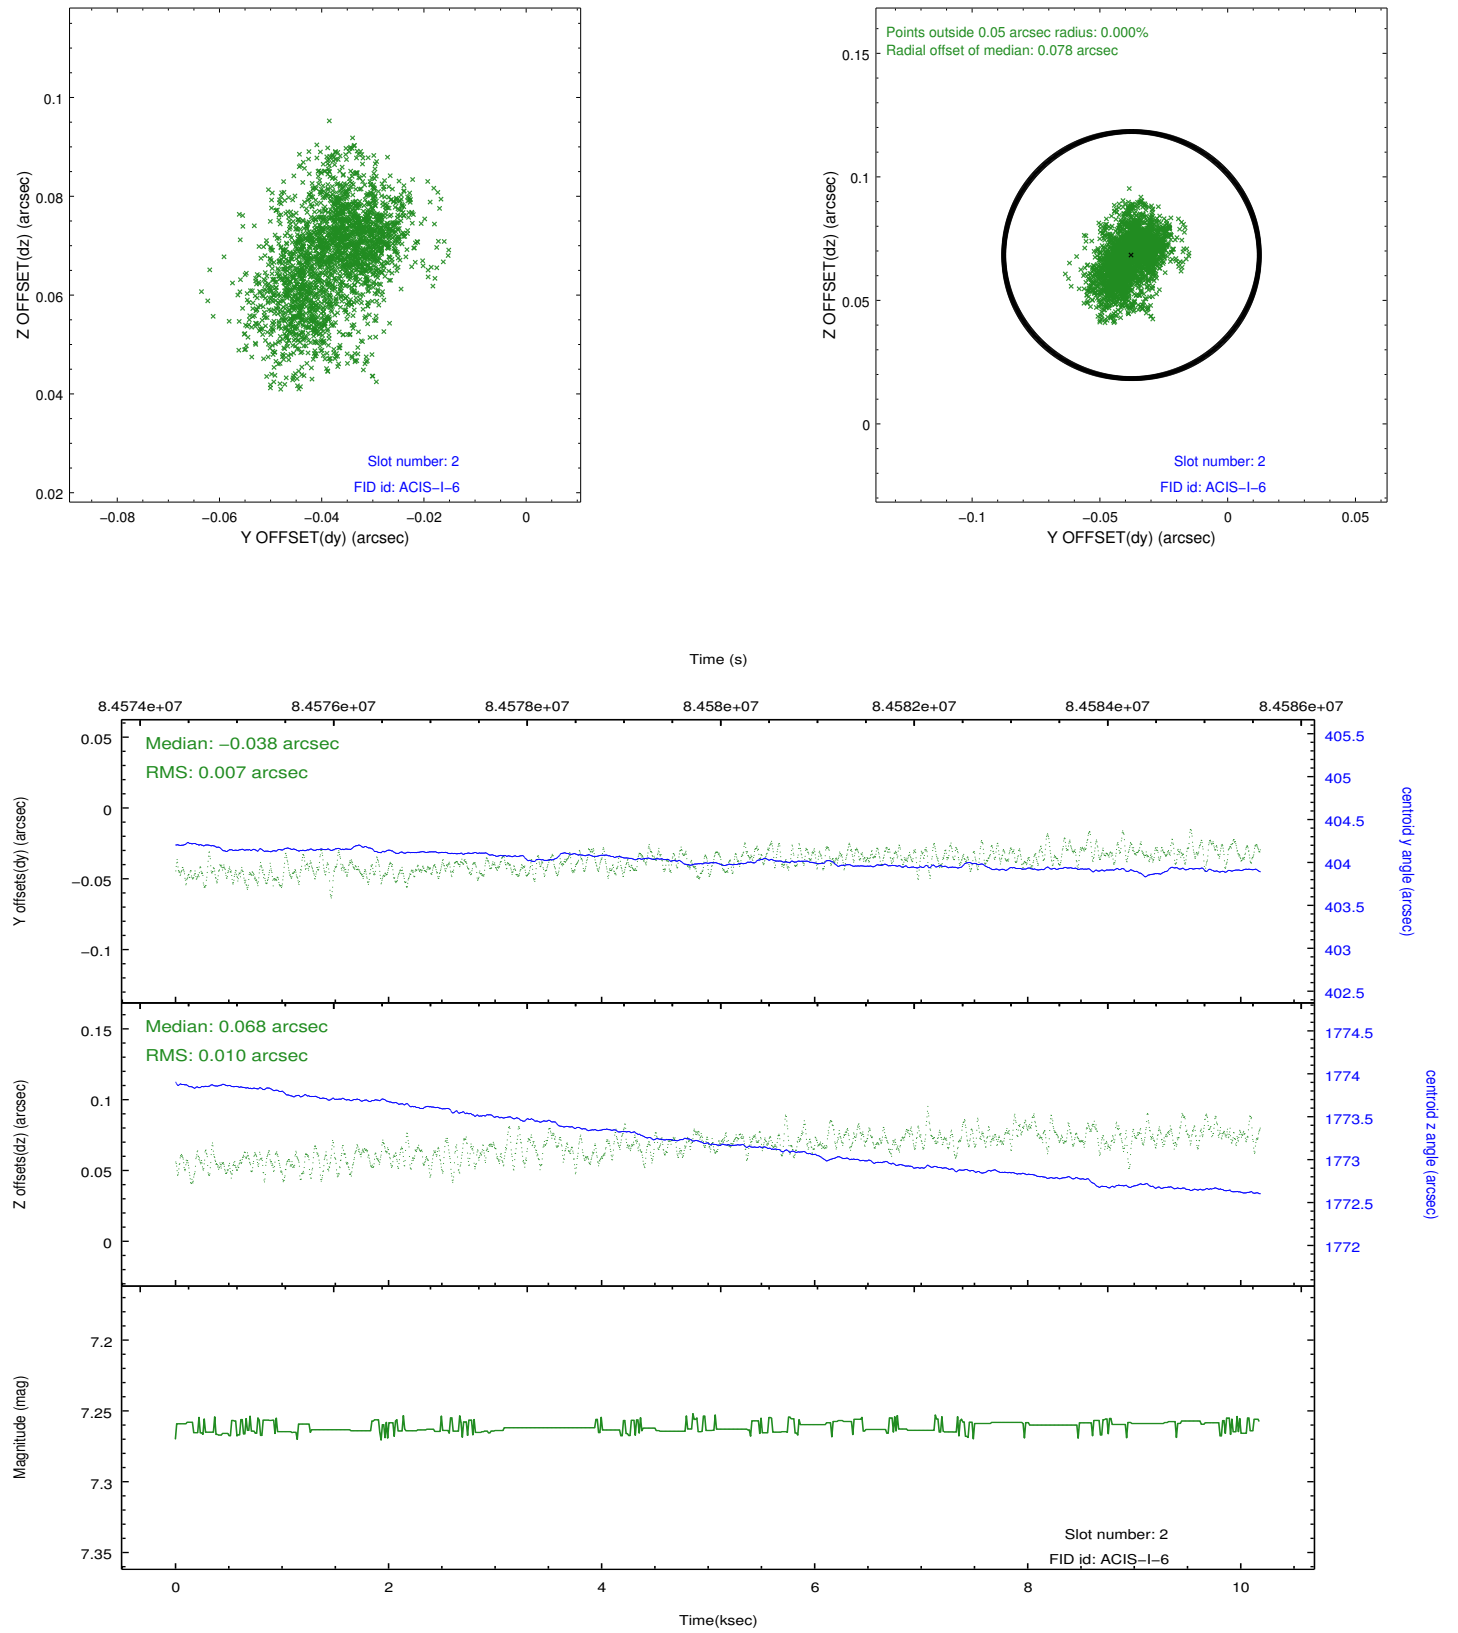 0.1
0.08
0.06
0.04
0.02
Z OFFSET(dz) (arcsec)
Slot number: 2
FID id: ACIS−I−6
−0.08 −0.06 −0.04 −0.02 0
Y OFFSET(dy) (arcsec)
Points outside 0.05 arcsec radius: 0.000%
Radial offset of median: 0.078 arcsec
0.15
0.1
0.05
0
Z OFFSET(dz) (arcsec)
Slot number: 2
FID id: ACIS−I−6
−0.1 −0.05 0 0.05
Y OFFSET(dy) (arcsec)
Time (s)
8.4574e+07 8.4576e+07 8.4578e+07 8.458e+07 8.4582e+07 8.4584e+07 8.4586e+07
Median: −0.038 arcsec
RMS: 0.007 arcsec
0.05
0
−0.05
−0.1
Y offsets(dy) (arcsec)
405.5
405
404.5
404
403.5
403
402.5
centroid y angle (arcsec)
Median: 0.068 arcsec
RMS: 0.010 arcsec
0.15
0.1
0.05
0
Z offsets(dz) (arcsec)
1774.5
1774
1773.5
1773
1772.5
1772
centroid z angle (arcsec)
7.2
7.25
7.3
7.35
Magnitude (mag)
Slot number: 2
FID id: ACIS−I−6
0 2 4 6 8 10
Time(ksec)